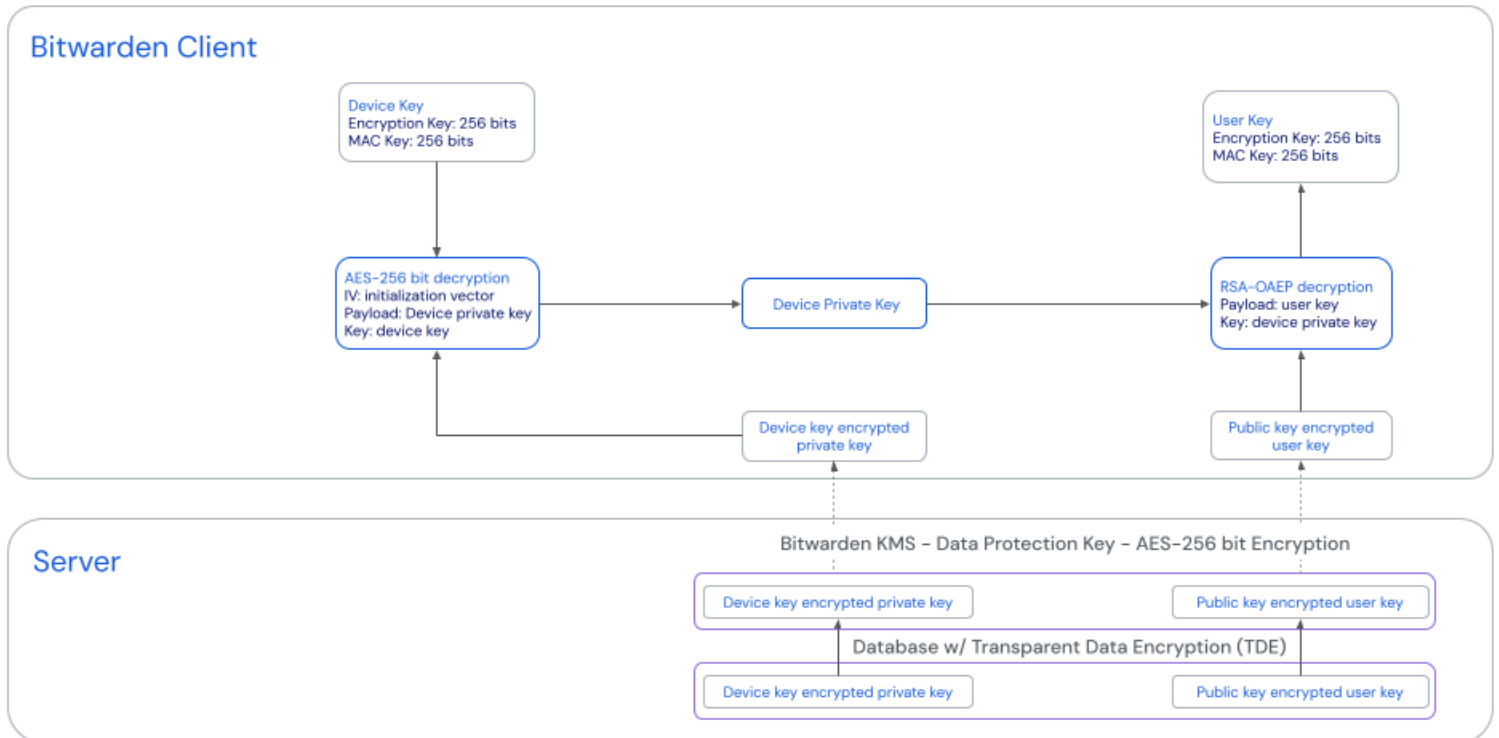 Bitwarden Client
Device Key
Encryption Key: 256 bits
MAC Key: 256 bits
User Key
Encryption Key: 256 bits
MAC Key: 256 bits
AES-256 bit decryption
IV: initialization vector
Payload: Device private key
Key: device key
Device Private Key
RSA-OAEP decryption
Payload: user key
Key: device private key
Device key encrypted
private key
Public key encrypted
user key
Server
Bitwarden KMS - Data Protection Key - AES-256 bit Encryption
Device key encrypted private key
Public key encrypted user key
Database w/ Transparent Data Encryption (TDE)
Device key encrypted private key
Public key encrypted user key